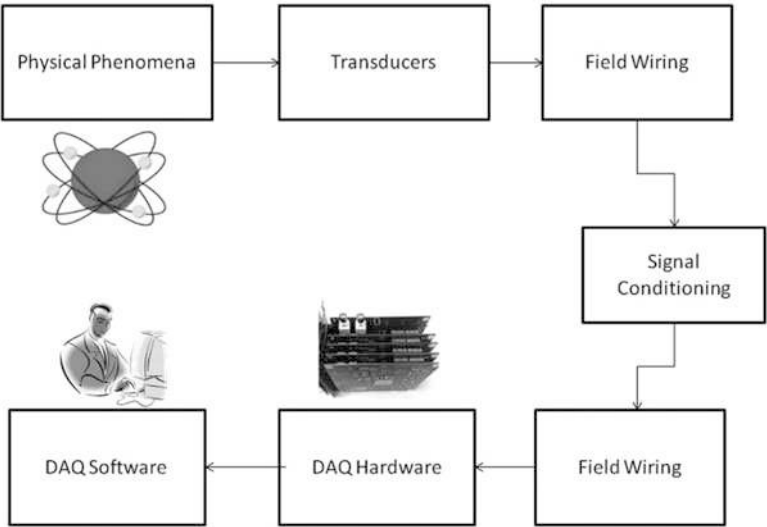 Physical Phenomena
Transducers
Field Wiring
Signal
Conditioning
Field Wiring
DAQ Hardware
DAQ Software